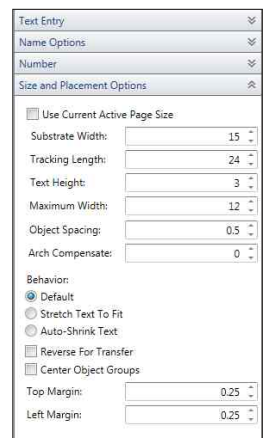 Text Entry
Name Options
Number
Size and Placement Options
Use Current Active Page Size
Substrate Width: 15
Tracking Length: 24
Text Height: 3
Maximum Width: 12
Object Spacing: 0.5
Arch Compensate: 0
Behavior:
Default
Stretch Text To Fit
Auto-Shrink Text
Reverse For Transfer
Center Object Groups
Top Margin: 0.25
Left Margin: 0.25